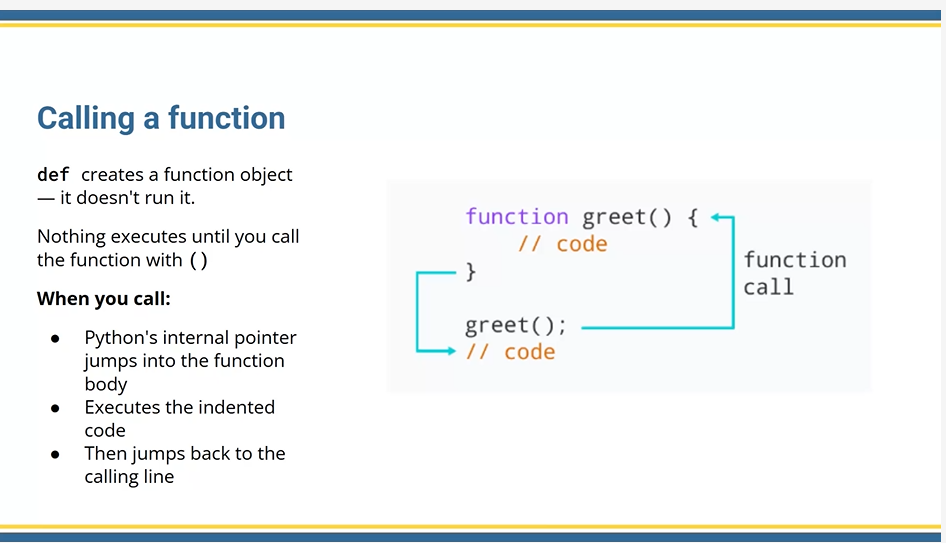 Calling a function
def creates a function object
— it doesn't run it.
Nothing executes until you call
the function with ()
When you call:
● Python's internal pointer
jumps into the function
body
● Executes the indented
code
● Then jumps back to the
calling line
function greet() {
// code
}
greet();
// code
function
call